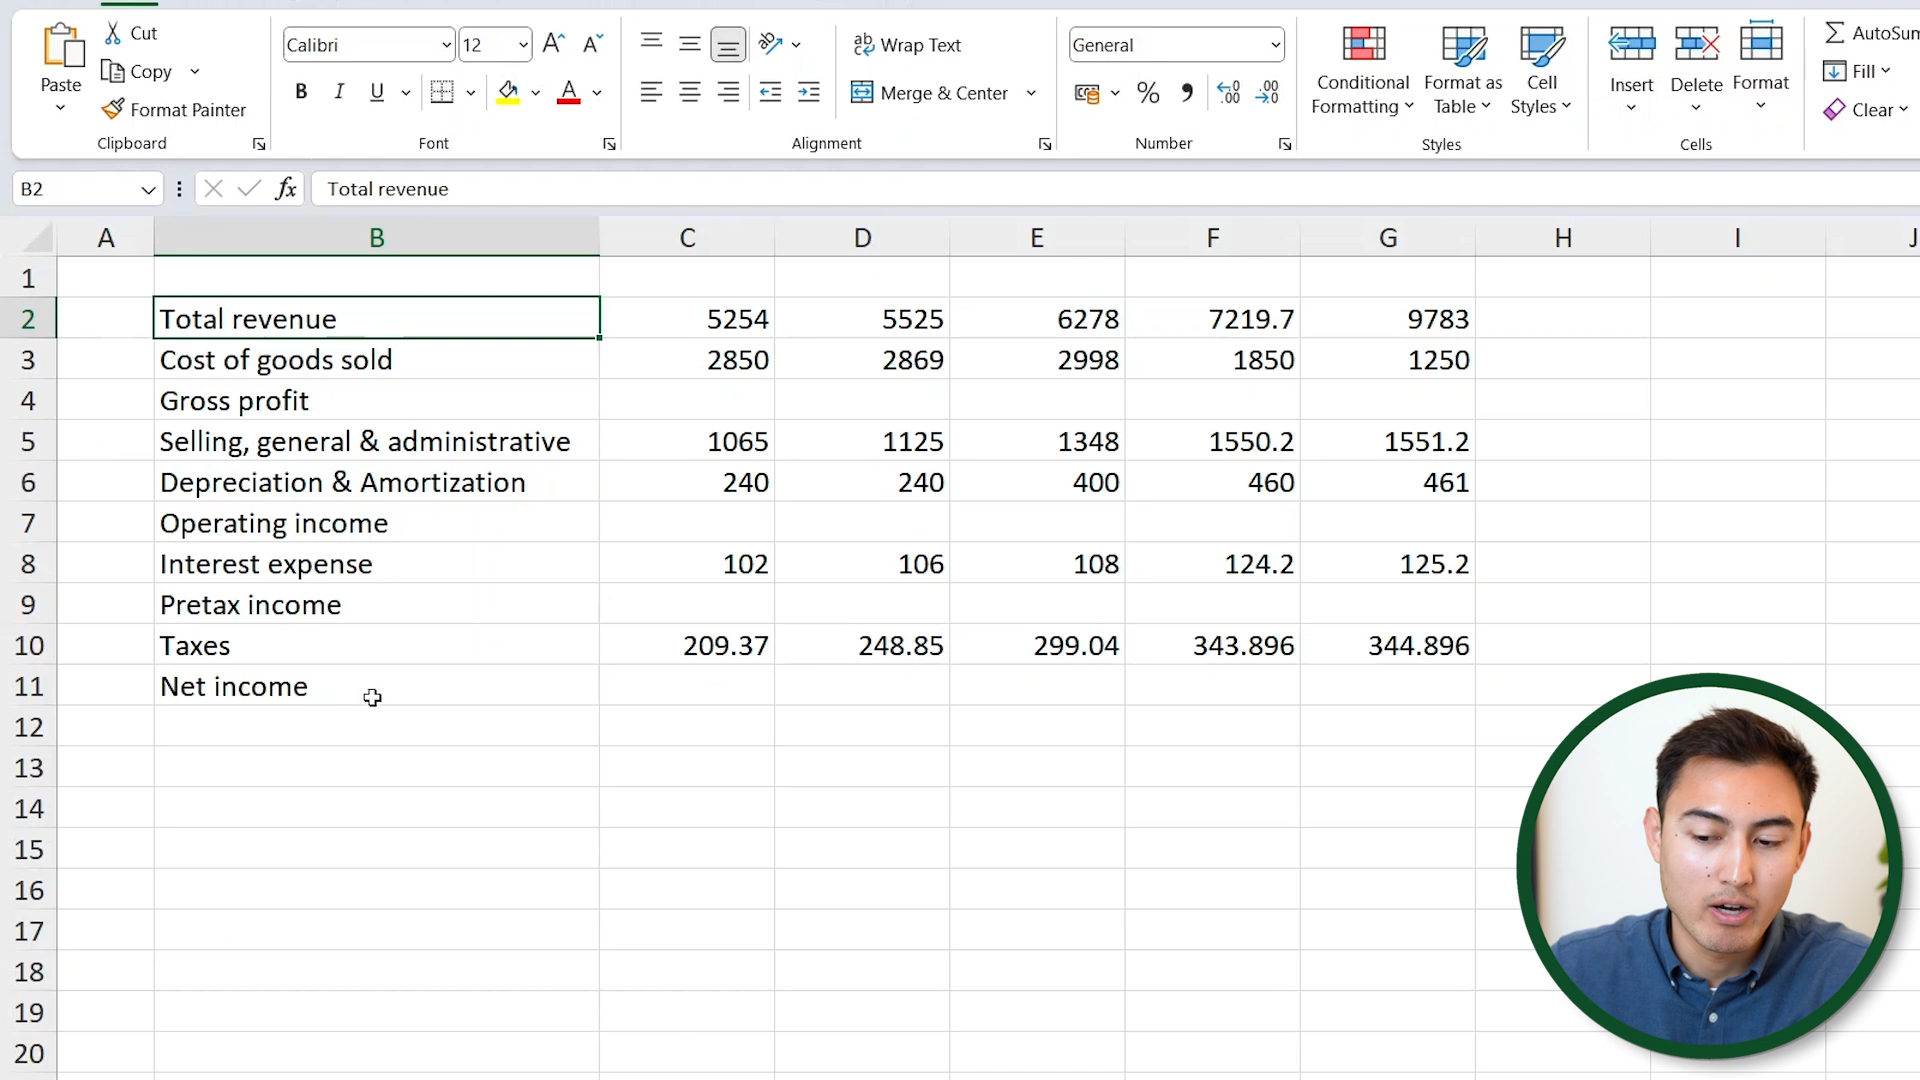 Paste
Cut
Copy
Format Painter
Clipboard
Calibri
12
B I U
Font
Wrap Text
Merge & Center
Alignment
General
Number
Conditional Formatting
Format as Table
Cell Styles
Styles
Insert
Delete
Format
Cells
AutoSum
Fill
Clear
B2
fx
Total revenue
A B C D E F G H I J
1
2 Total revenue 5254 5525 6278 7219.7 9783
3 Cost of goods sold 2850 2869 2998 1850 1250
4 Gross profit
5 Selling, general & administrative 1065 1125 1348 1550.2 1551.2
6 Depreciation & Amortization 240 240 400 460 461
7 Operating income
8 Interest expense 102 106 108 124.2 125.2
9 Pretax income
10 Taxes 209.37 248.85 299.04 343.896 344.896
11 Net income
12
13
14
15
16
17
18
19
20